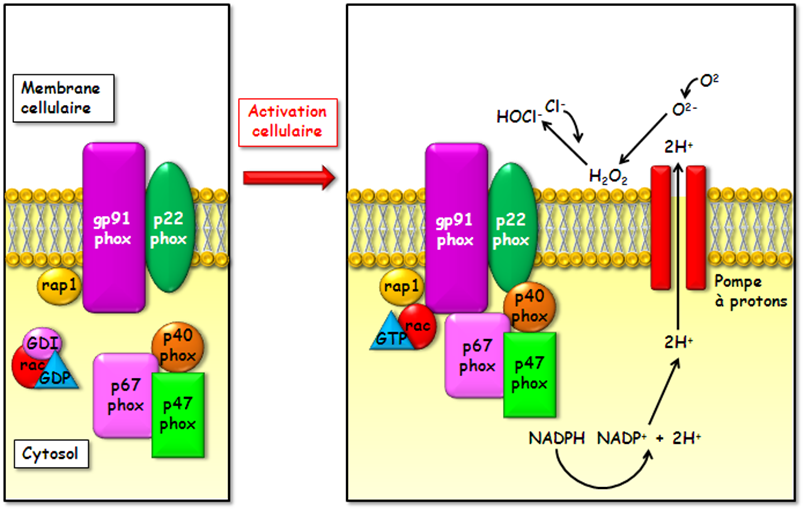 Membrane
cellulaire
gp91
phox
p22
phox
rap1
GDI
rac
GDP
p40
phox
p67
phox
p47
phox
Cytosol
Activation
cellulaire
O²
O²⁻
Cl⁻
HOCl⁻
H₂O₂
2H⁺
gp91
phox
p22
phox
rap1
GTP
rac
p40
phox
p67
phox
p47
phox
Pompe
à protons
2H⁺
NADPH NADP⁺ + 2H⁺